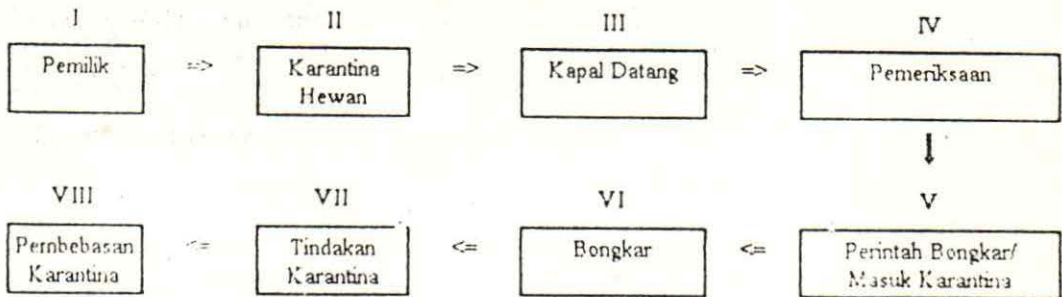 I II III IV
Pemilik => Karantina Hewan => Kapal Datang => Pemeriksaan
VIII VII VI V
Pembebasan Karantina <= Tindakan Karantina <= Bongkar <= Perintah Bongkar/ Masuk Karantina